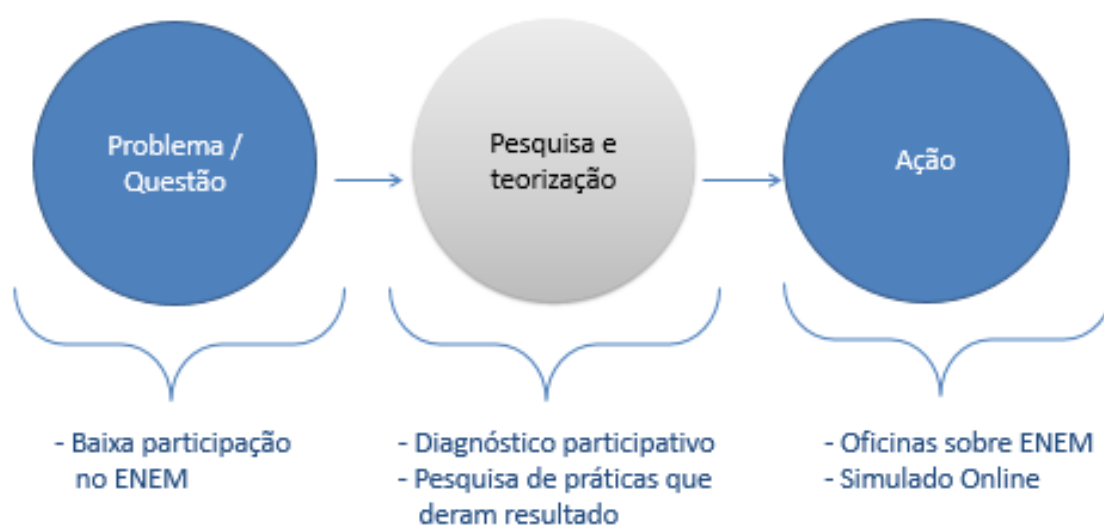 Problema /
Questão
Pesquisa e
teorização
Ação
- Baixa participação
no ENEM
- Diagnóstico participativo
- Pesquisa de práticas que
deram resultado
- Oficinas sobre ENEM
- Simulado Online